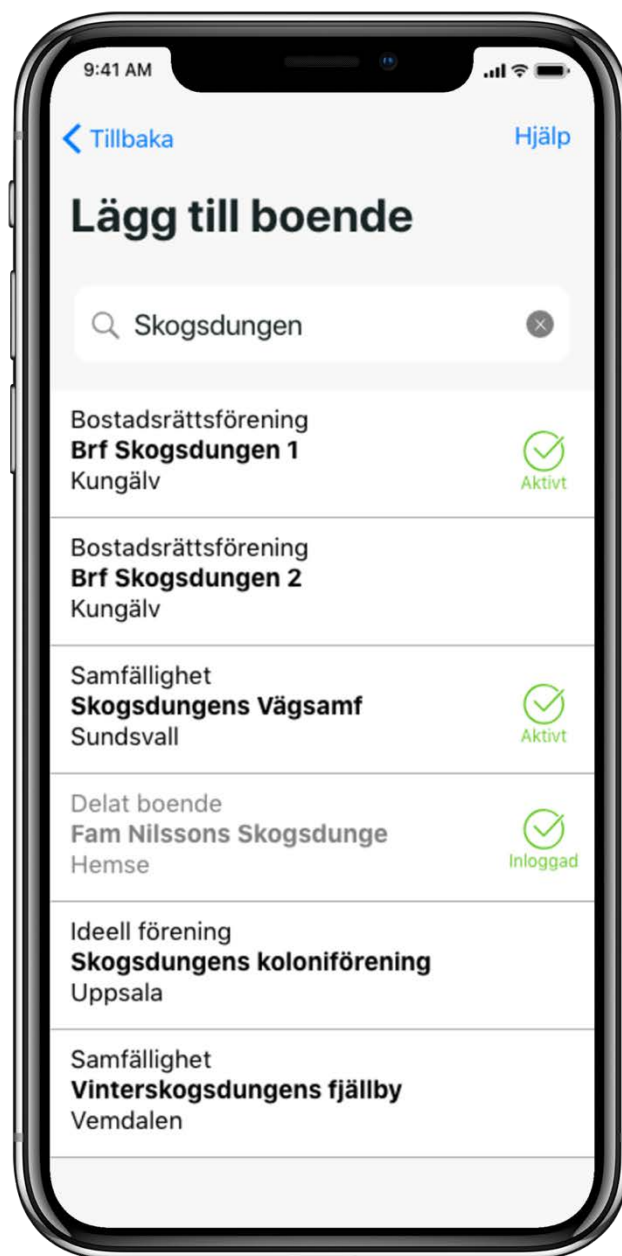 9:41 AM
Tillbaka
Hjälp
Lägg till boende
Skogsdungen
Bostadsrättsförening
Brf Skogsdungen 1
Kungälv
Aktivt
Bostadsrättsförening
Brf Skogsdungen 2
Kungälv
Samfällighet
Skogsdungens Vägsamf
Sundsvall
Aktivt
Delat boende
Fam Nilssons Skogsdunge
Hemse
Inloggad
Ideell förening
Skogsdungens koloniförening
Uppsala
Samfällighet
Vinterskogsdungens fjällby
Vemdalen